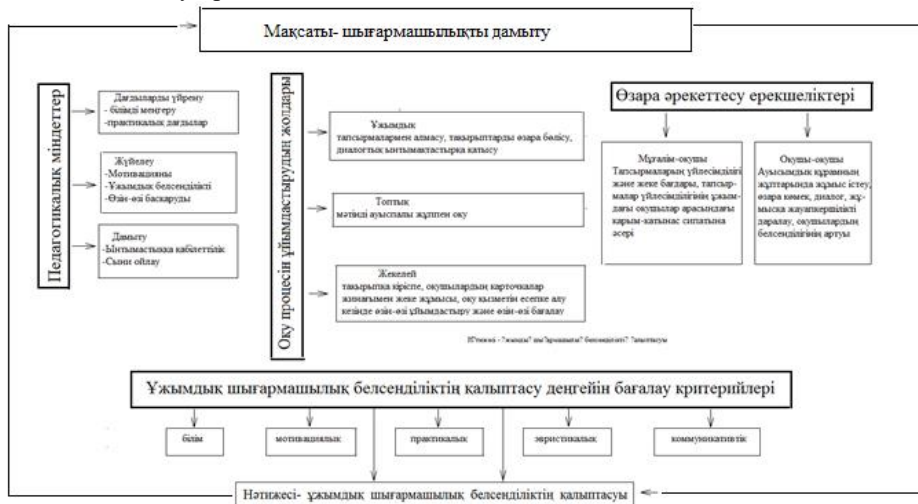 Мақсаты- шығармашылықты дамыту
Педагогикалық міндеттер
Дағдыларды үйрену
- білімді меңгеру
-практикалық дағдылар
Жүйелеу
-Мотивацияны
-Ұжымдық белсенділікті
-Өзін-өзі басқаруды
Дамыту
-Ынтымастыққа қабілеттілік
-Сыни ойлау
Оқу процесін ұйымдастырудың жолдары
Ұжымдық
тапсырмалармен алмасу, тақырыптарды өзара бөлісу,
диалогтық ынтымақтастырқа қатысу
Топтық
мәтінді ауыспалы жұппен оқу
Жекелей
тақырыпқа кіріспе, оқушылардың карточкалар
жинағымен жеке жұмысы, оқу қызметін есепке алу
кезінде өзін-өзі ұйымдастыру және өзін-өзі бағалау
Өзара әрекеттесу ерекшеліктері
Мұғалім-оқушы
Тапсырмаларың үйлесімділігі
және жеке бағдары, тапсыр-
малар үйлесімділігінің ұжым-
дағы оқушылар арасындағы
қарым-қатынас сипатына
әсері
Оқушы-оқушы
Ауысымдық құрамның
жұптарында жұмыс істеу,
өзара көмек, диалог, жұ-
мысқа жауапкершілікті
даралау, оқушылардың
белсенділігінің артуы
Ұжымдық шығармашылық белсенділіктің қалыптасу деңгейін бағалау критерийлері
білім
мотивациялық
практикалық
эвристикалық
коммуникативтік
Нәтижесі- ұжымдық шығармашылық белсенділіктің қалыптасуы